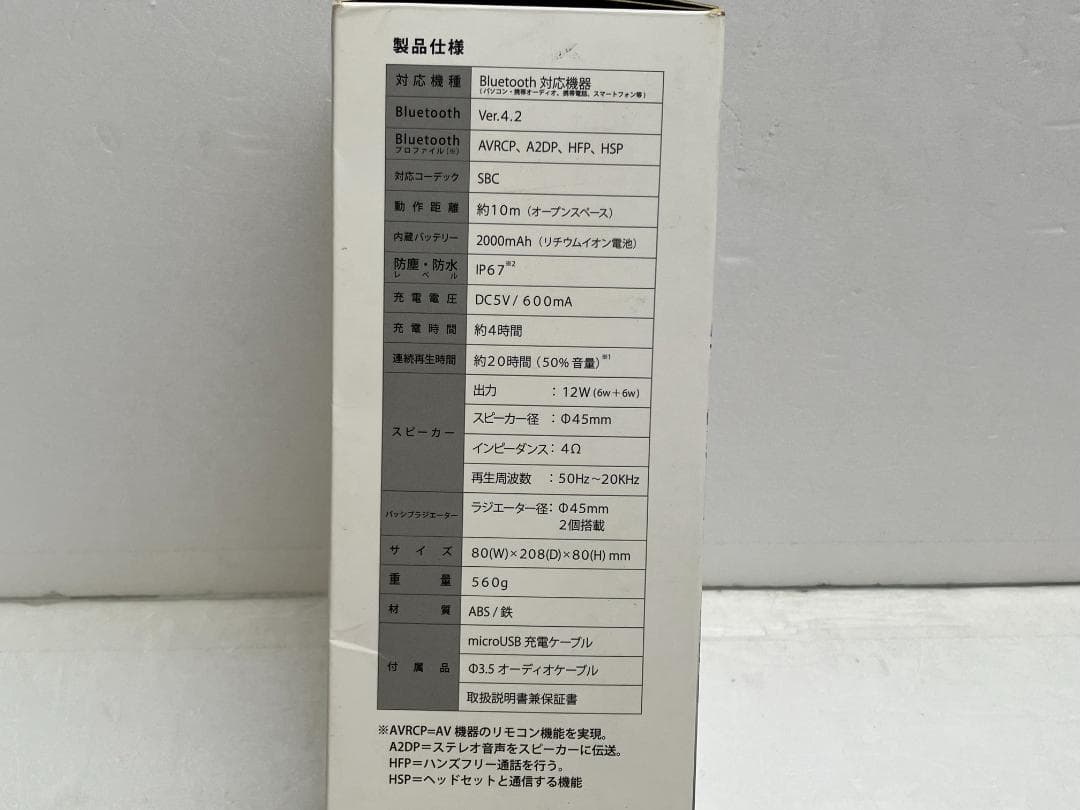 製品仕様
対応機種 Bluetooth 対応機器
(パソコン・携帯オーディオ、携帯電話、スマートフォン等)
Bluetooth Ver.4.2
Bluetooth プロファイル(※) AVRCP、A2DP、HFP、HSP
対応コーデック SBC
動作距離 約10m（オープンスペース）
内蔵バッテリー 2000mAh（リチウムイオン電池）
防塵・防水レベル IP67※2
充電電圧 DC5V/600mA
充電時間 約4時間
連続再生時間 約20時間（50%音量）※1
スピーカー
出力 ：12W(6w＋6w)
スピーカー径 ：Φ45mm
インピーダンス：4Ω
再生周波数 ：50Hz～20KHz
パッシブラジエーター
ラジエーター径：Φ45mm
2個搭載
サイズ 80(W)×208(D)×80(H) mm
重量 560g
材質 ABS/鉄
付属品
microUSB 充電ケーブル
Φ3.5 オーディオケーブル
取扱説明書兼保証書
※AVRCP=AV 機器のリモコン機能を実現。
A2DP＝ステレオ音声をスピーカーに伝送。
HFP＝ハンズフリー通話を行う。
HSP＝ヘッドセットと通信する機能